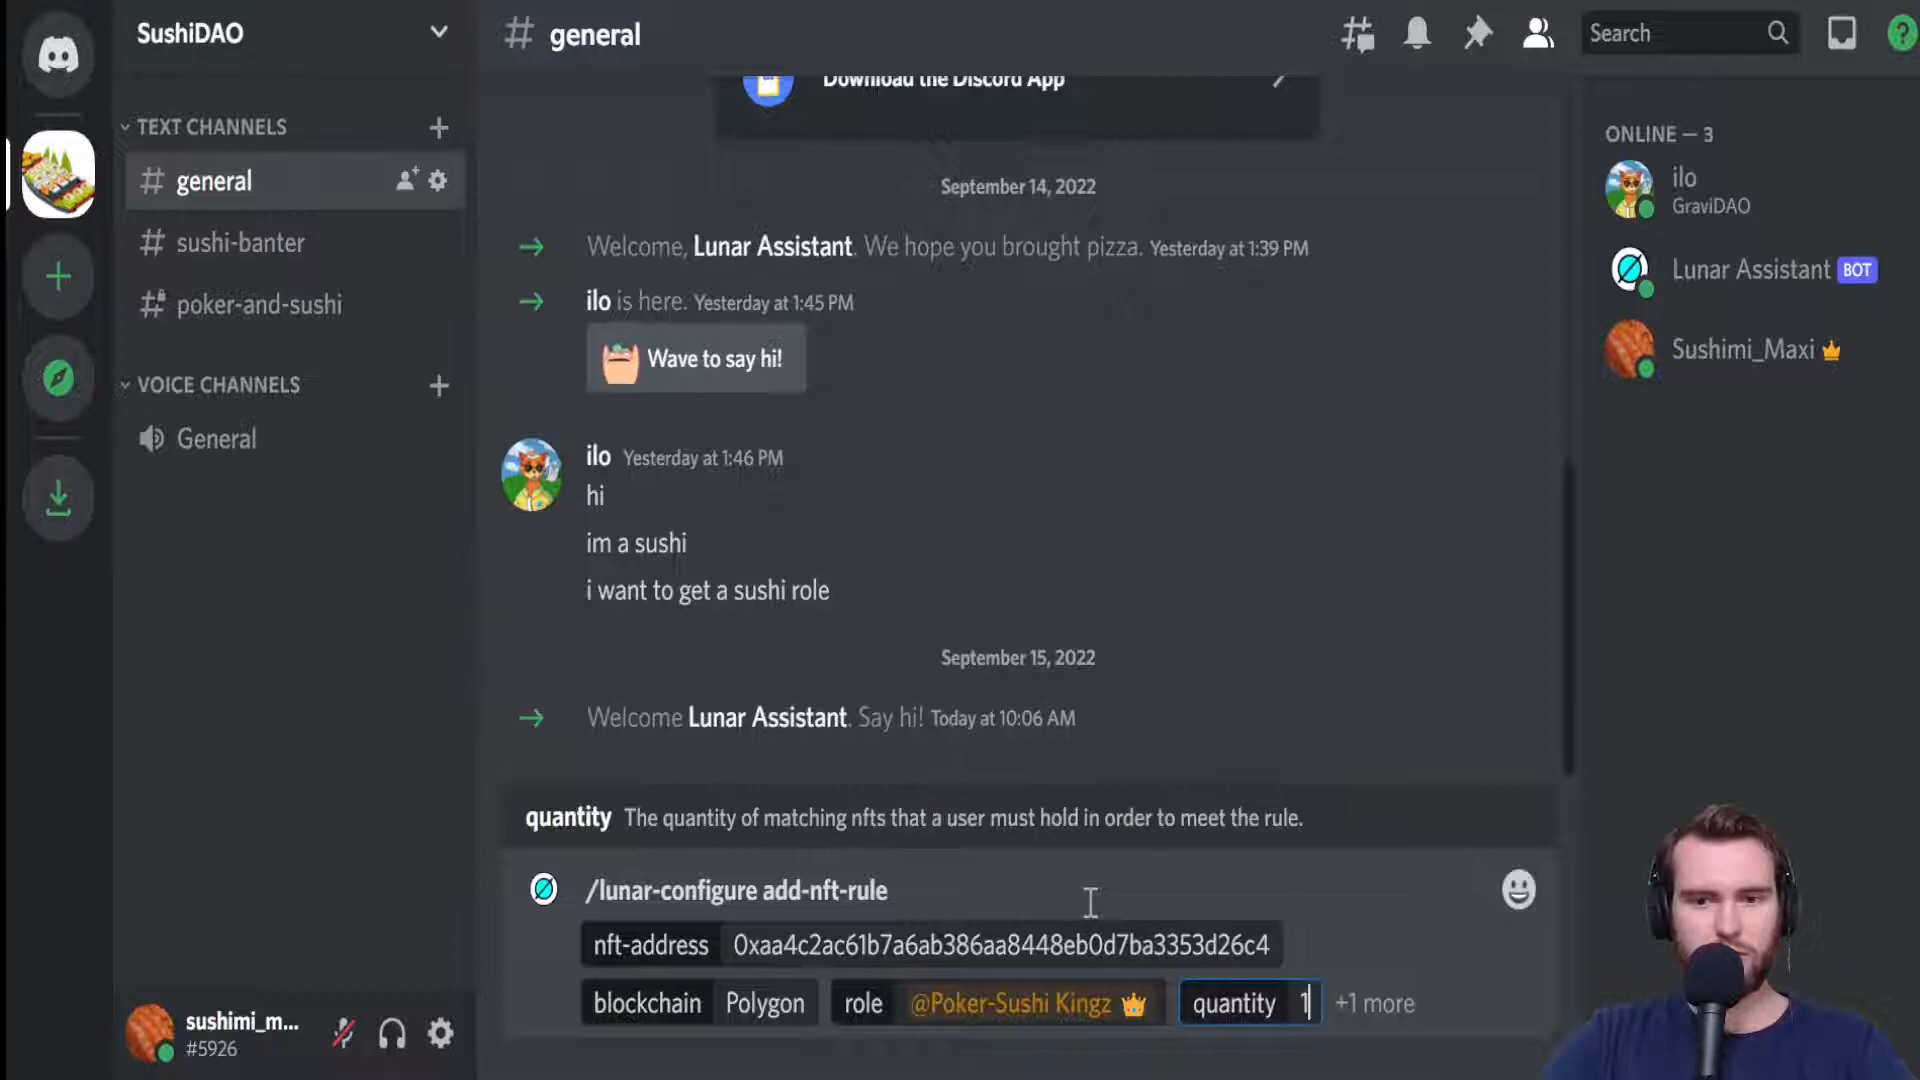 SushiDAO
TEXT CHANNELS
general
sushi-banter
poker-and-sushi
VOICE CHANNELS
General
sushimi_m...
#5926
# general
Search
Download the Discord App
September 14, 2022
Welcome, Lunar Assistant. We hope you brought pizza. Yesterday at 1:39 PM
ilo is here. Yesterday at 1:45 PM
Wave to say hi!
ilo Yesterday at 1:46 PM
hi
im a sushi
i want to get a sushi role
September 15, 2022
Welcome Lunar Assistant. Say hi! Today at 10:06 AM
quantity The quantity of matching nfts that a user must hold in order to meet the rule.
/lunar-configure add-nft-rule
nft-address 0xaa4c2ac61b7a6ab386aa8448eb0d7ba3353d26c4
blockchain Polygon role @Poker-Sushi Kingz quantity 1 +1 more
ONLINE — 3
ilo
GraviDAO
Lunar Assistant BOT
Sushimi_Maxi